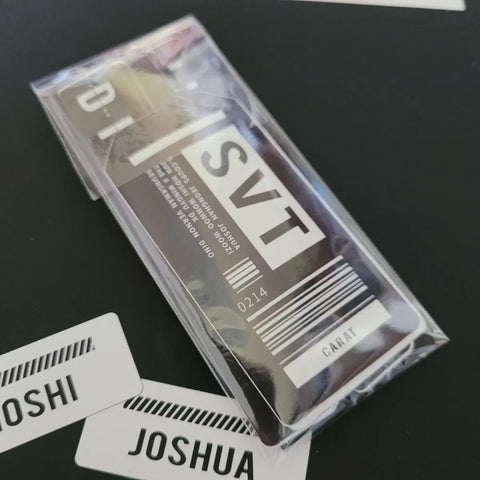 DI
SVT
S.COUPS JEONGHAN JOSHUA
JUN HOSHI WONWOO WOOZI
THE 8 MINGYU DK
SEUNGKWAN VERNON DINO
0214
CARAT
HOSHI
JOSHUA